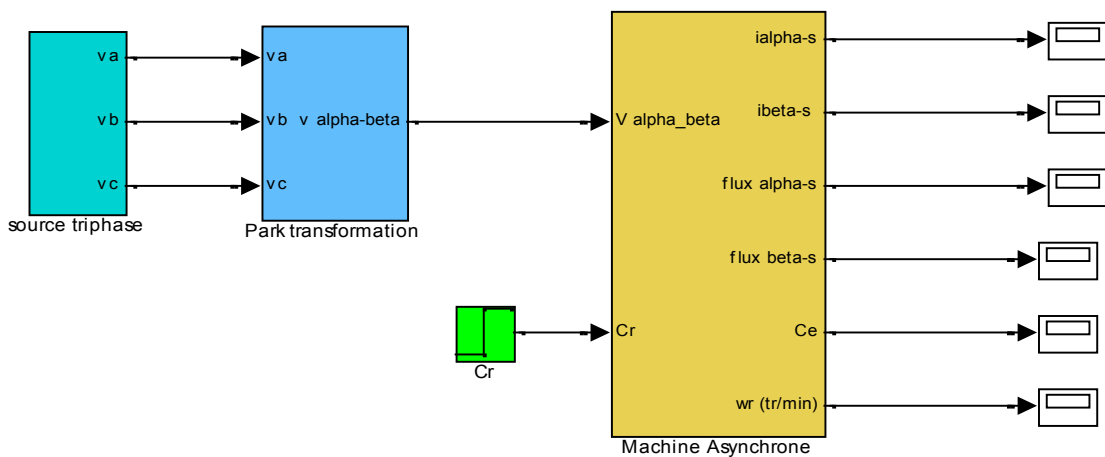 va
vb
vc
source triphase
va
vb
vc
v alpha-beta
Park transformation
Cr
V alpha_beta
Cr
ialpha-s
ibeta-s
flux alpha-s
flux beta-s
Ce
wr (tr/min)
Machine Asynchrone